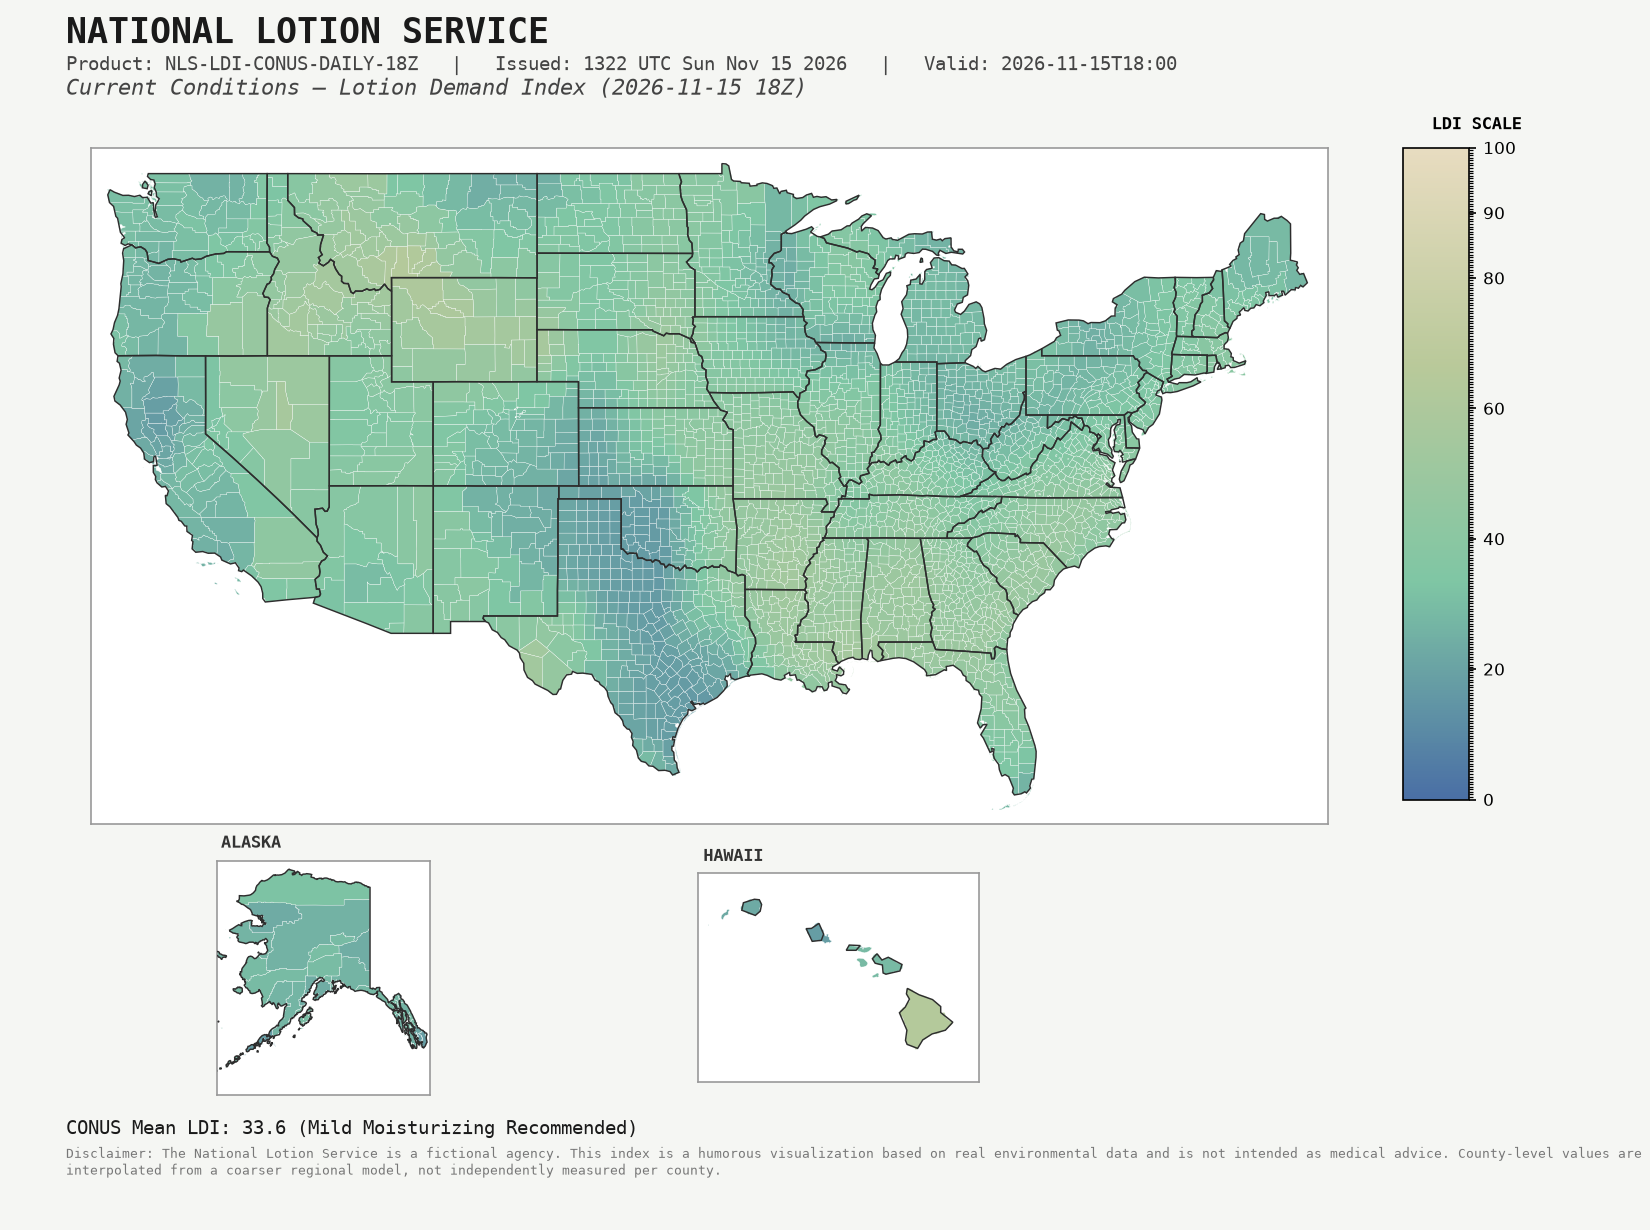 NATIONAL LOTION SERVICE
Product: NLS-LDI-CONUS-DAILY-18Z | Issued: 1322 UTC Sun Nov 15 2026 | Valid: 2026-11-15T18:00
Current Conditions — Lotion Demand Index (2026-11-15 18Z)
LDI SCALE
100
90
80
60
40
20
0
ALASKA
HAWAII
CONUS Mean LDI: 33.6 (Mild Moisturizing Recommended)
Disclaimer: The National Lotion Service is a fictional agency. This index is a humorous visualization based on real environmental data and is not intended as medical advice. County-level values are
interpolated from a coarser regional model, not independently measured per county.